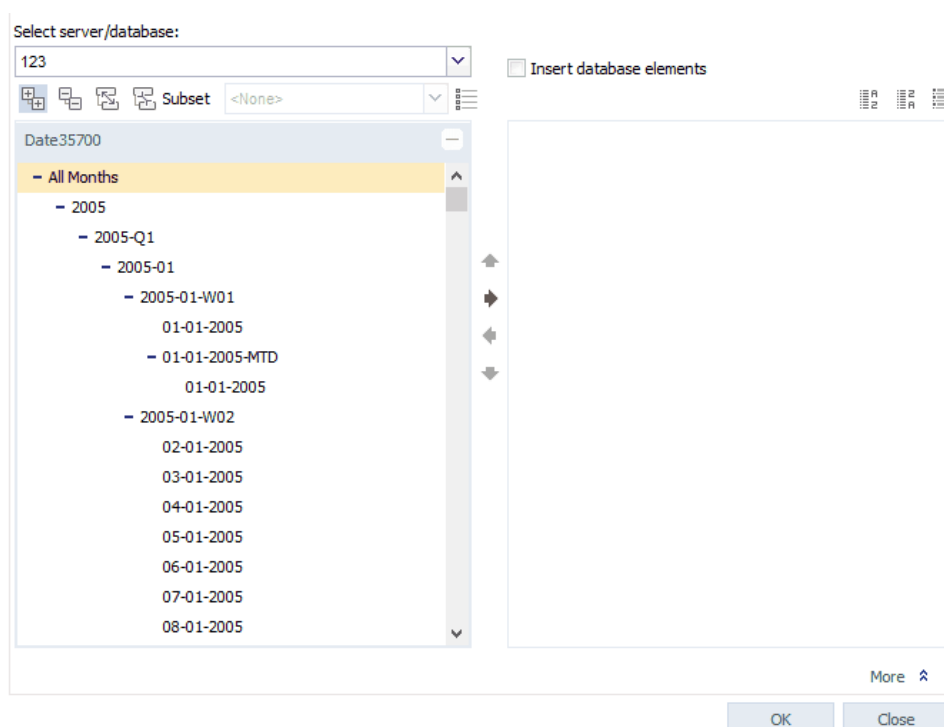 Select server/database:
123
Insert database elements
Subset <None>
Date35700
All Months
2005
2005-Q1
2005-01
2005-01-W01
01-01-2005
01-01-2005-MTD
01-01-2005
2005-01-W02
02-01-2005
03-01-2005
04-01-2005
05-01-2005
06-01-2005
07-01-2005
08-01-2005
More
OK Close